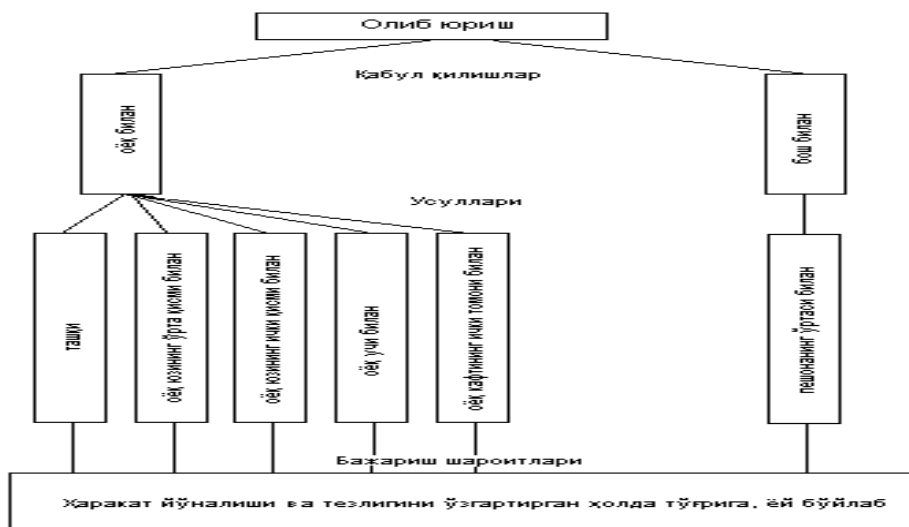 Олиб юриш
Қабул қилишлар
оёқ билан
бош билан
Усуллари
ташқи
оёқ юзининг ўрта қисми билан
оёқ юзининг ички қисми билан
оёқ учи билан
оёқ кафтининг ички томони билан
пешонанинг ўртаси билан
Бажариш шароитлари
Ҳаракат йўналиши ва тезлигини ўзгартирган ҳолда тўғрига, ёй бўйлаб